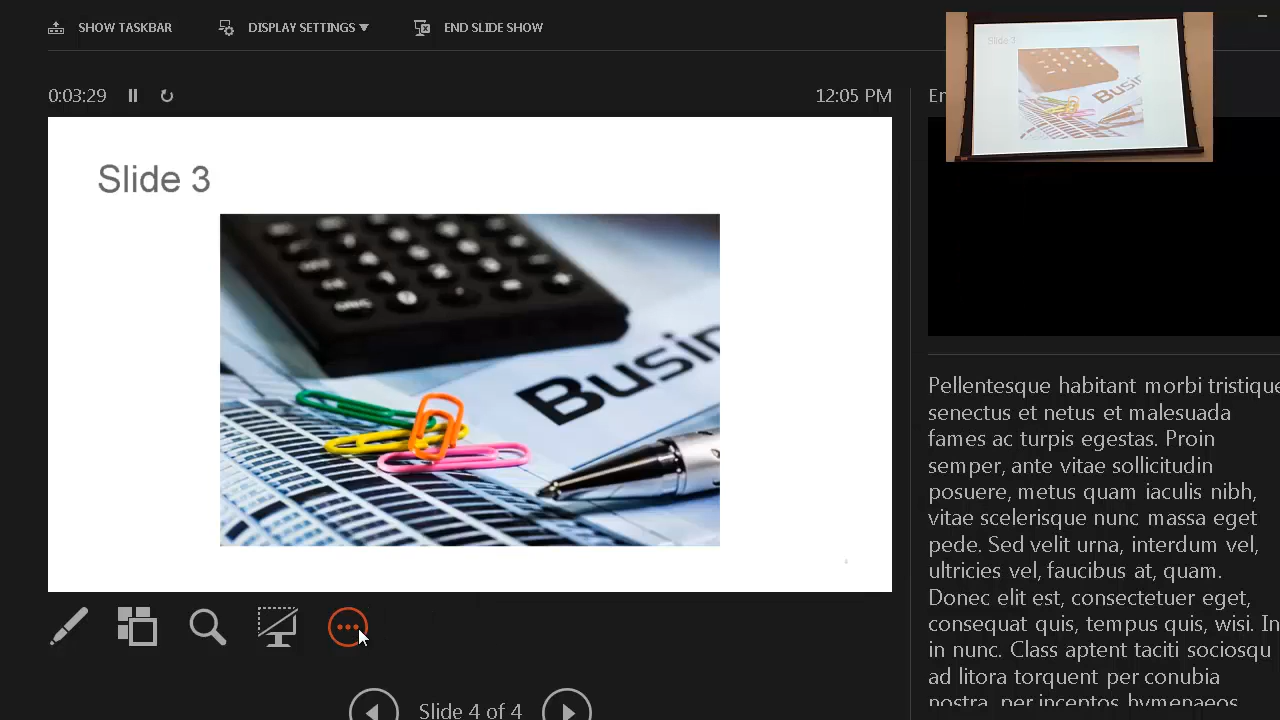 SHOW TASKBAR
DISPLAY SETTINGS
END SLIDE SHOW
Slide 3
0:03:29
12:05 PM
Slide 3
Busin
Pellentesque habitant morbi tristique
senectus et netus et malesuada
fames ac turpis egestas. Proin
semper, ante vitae sollicitudin
posuere, metus quam iaculis nibh,
vitae scelerisque nunc massa eget
pede. Sed velit urna, interdum vel,
ultricies vel, faucibus at, quam.
Donec elit est, consectetuer eget,
consequat quis, tempus quis, wisi. In
in nunc. Class aptent taciti sociosqu
ad litora torquent per conubia
nostra, per inceptos hymenaeos.
Slide 4 of 4